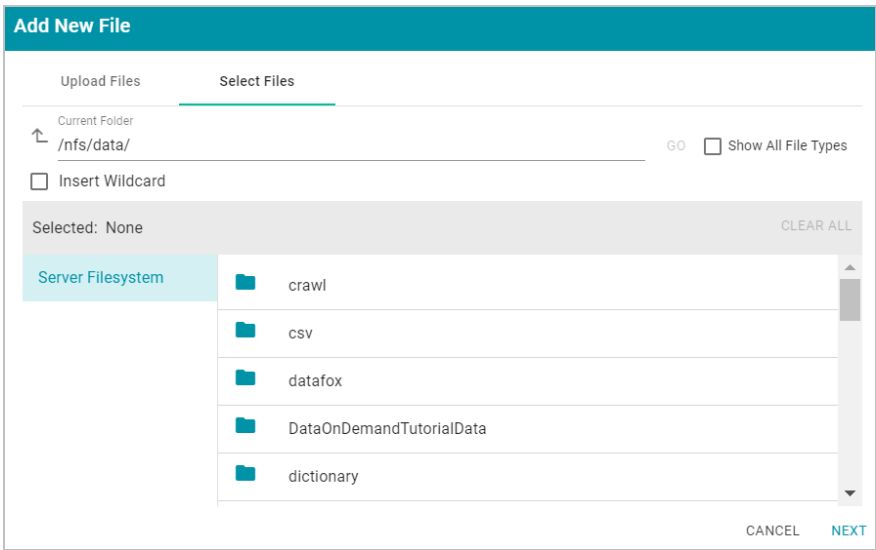 Add New File
Upload Files
Select Files
Current Folder
/nfs/data/
GO
Show All File Types
Insert Wildcard
Selected: None
CLEAR ALL
Server Filesystem
crawl
csv
datafox
DataOnDemandTutorialData
dictionary
CANCEL
NEXT